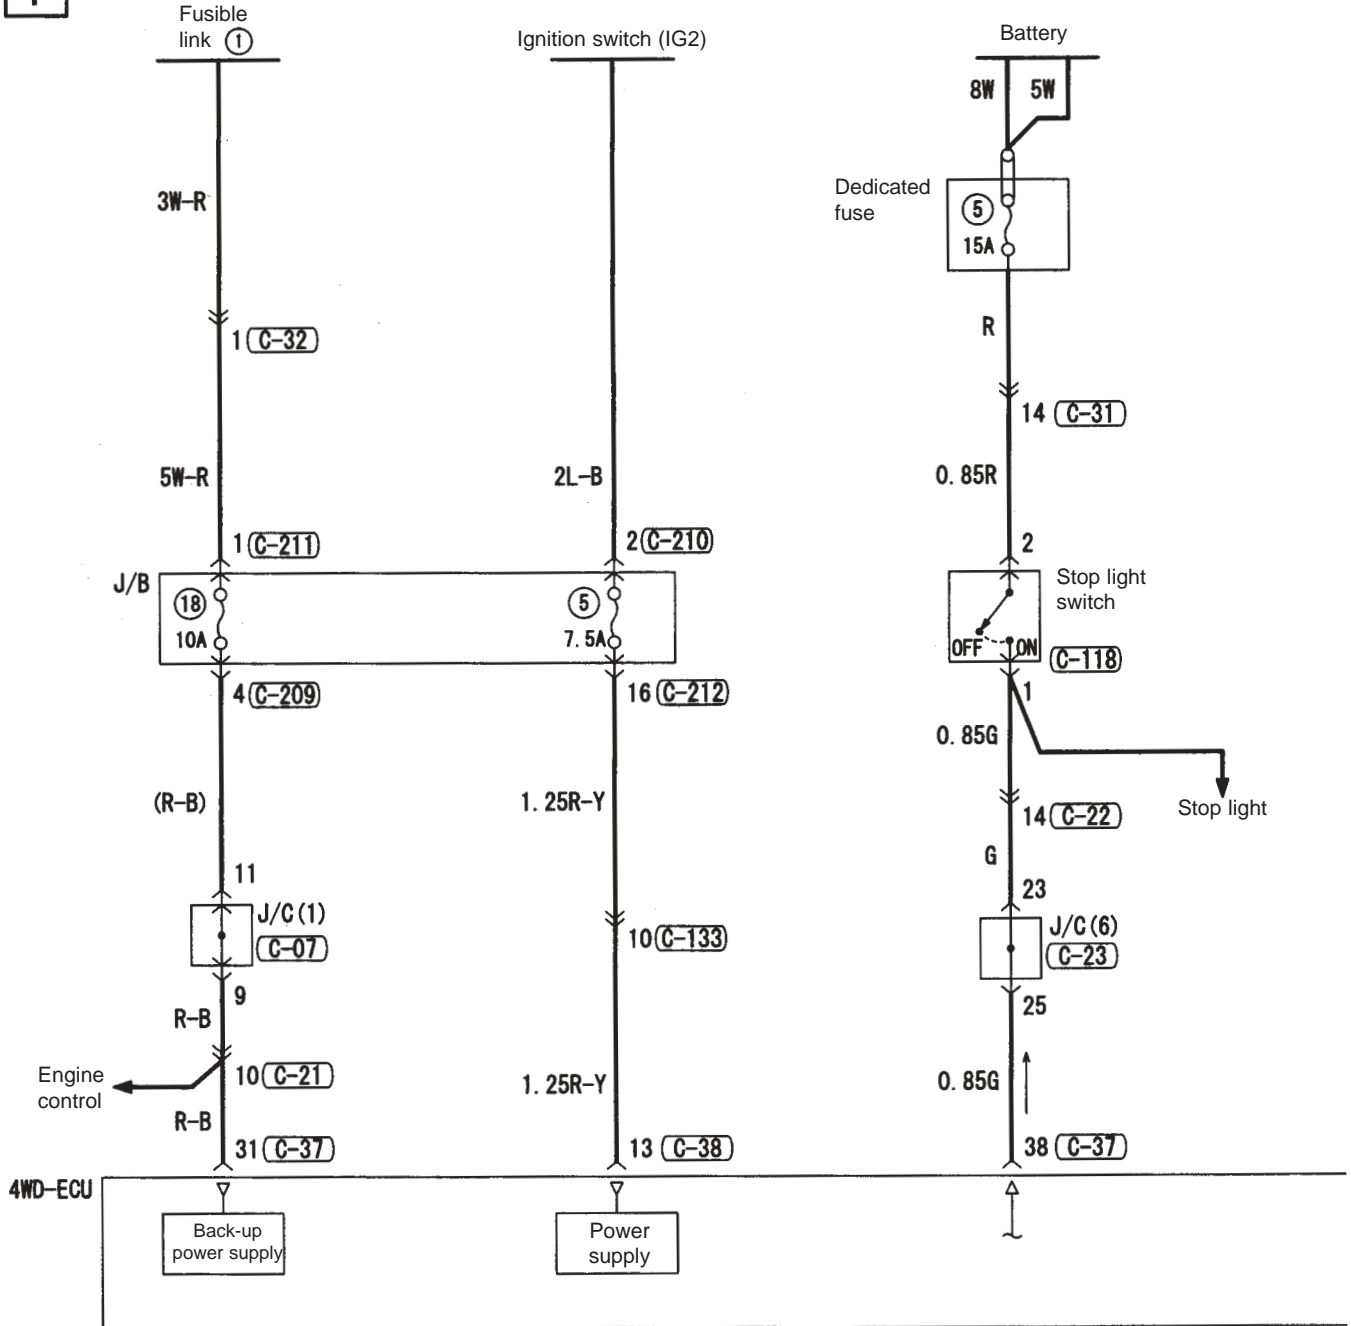 Fusible
link ①
Ignition switch (IG2)
Battery
8W
5W
3W-R
Dedicated
fuse
⑤
15A
R
1 C-32
14 C-31
5W-R
2L-B
0.85R
1 C-211
2 C-210
2
J/B
⑱
10A
⑤
7.5A
Stop light
switch
OFF
ON
C-118
4 C-209
16 C-212
1
0.85G
(R-B)
1.25R-Y
14 C-22
Stop light
G
11
23
J/C(1)
C-07
10 C-133
J/C(6)
C-23
9
25
R-B
Engine
control
10 C-21
1.25R-Y
0.85G
R-B
31 C-37
13 C-38
38 C-37
4WD-ECU
Back-up
power supply
Power
supply